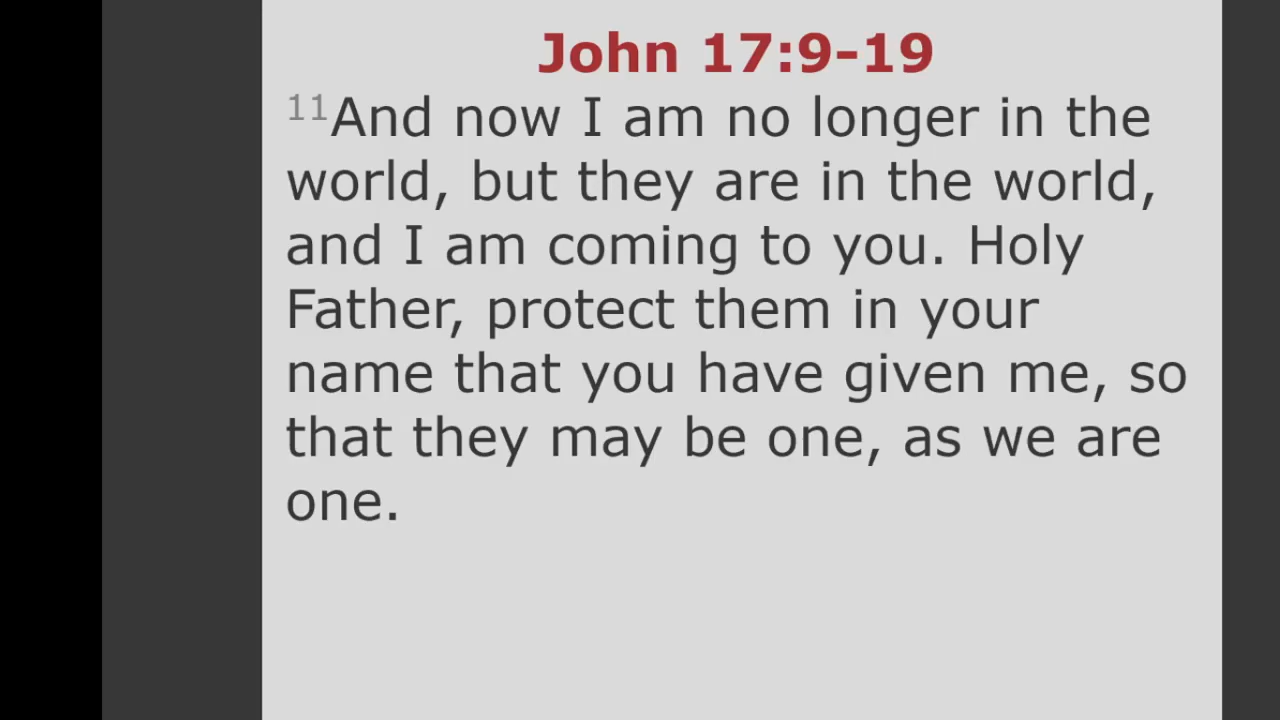 John 17:9-19
11And now I am no longer in the
world, but they are in the world,
and I am coming to you. Holy
Father, protect them in your
name that you have given me, so
that they may be one, as we are
one.